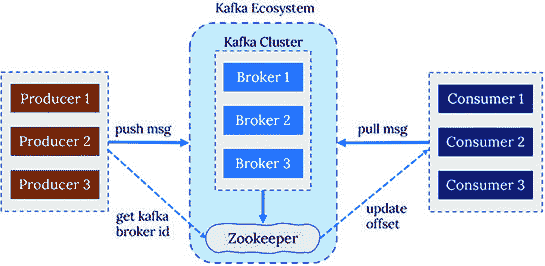 Kafka Ecosystem
Kafka Cluster
Producer 1
Producer 2
Producer 3
push msg
get kafka
broker id
Broker 1
Broker 2
Broker 3
Zookeeper
pull msg
update
offset
Consumer 1
Consumer 2
Consumer 3